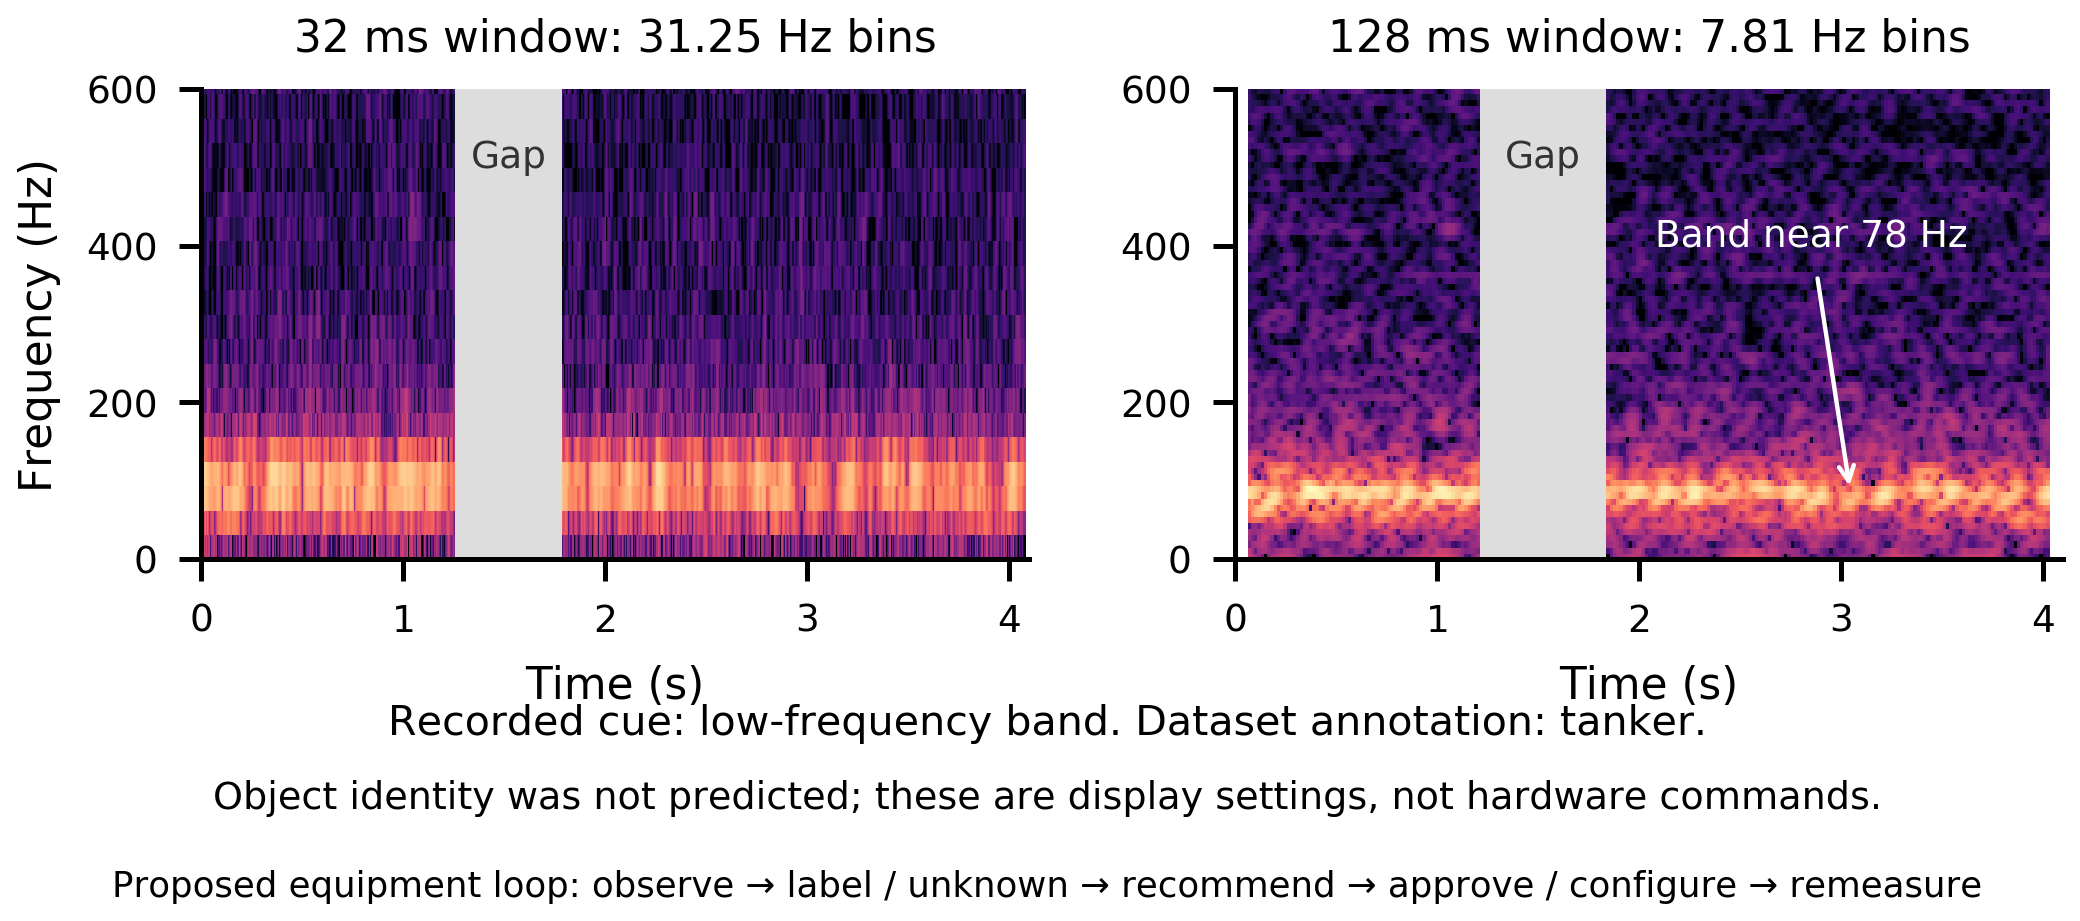 32 ms window: 31.25 Hz bins
128 ms window: 7.81 Hz bins
Frequency (Hz)
600
400
200
0
Gap
0 1 2 3 4
Time (s)
600
400
200
0
Gap
Band near 78 Hz
0 1 2 3 4
Time (s)
Recorded cue: low-frequency band. Dataset annotation: tanker.
Object identity was not predicted; these are display settings, not hardware commands.
Proposed equipment loop: observe → label / unknown → recommend → approve / configure → remeasure